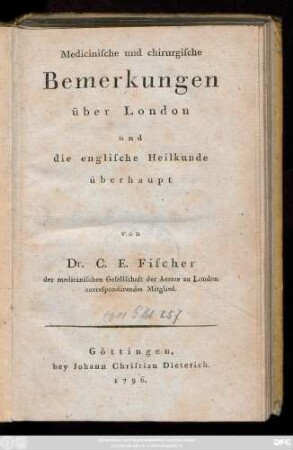 Mediciniſche und chirurgiſche
Bemerkungen
über London
und
die engliſche Heilkunde
überhaupt
von
Dr. C. E. Fiſcher
der mediciniſchen Geſellſchaft der Aerzte zu London
correſpondirendes Mitglied.
Göttingen,
bey Johann Chriſtian Dieterich.
1796.